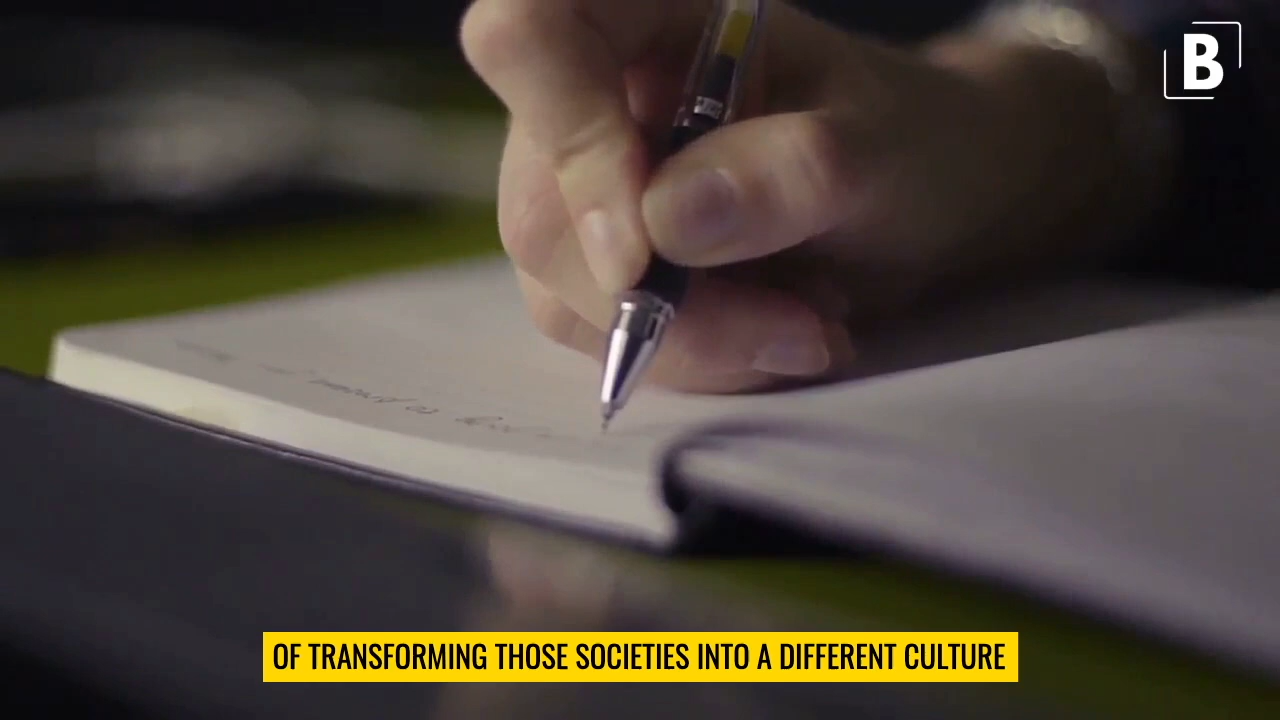 B
OF TRANSFORMING THOSE SOCIETIES INTO A DIFFERENT CULTURE